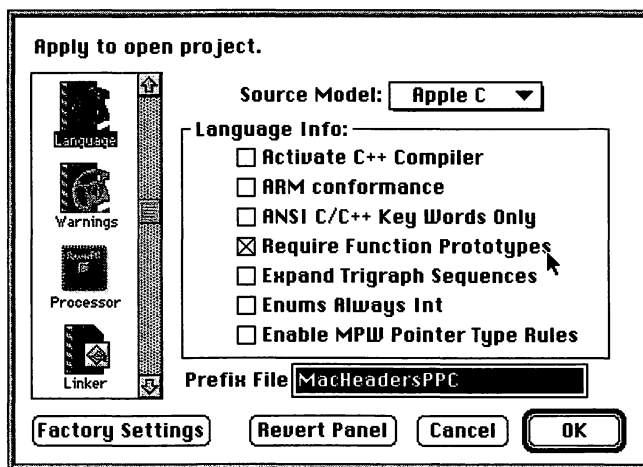 Apply to open project.
Language
Warnings
Processor
Linker
Source Model: Apple C
Language Info:
Activate C++ Compiler
ARM conformance
ANSI C/C++ Key Words Only
Require Function Prototypes
Expand Trigraph Sequences
Enums Always Int
Enable MPW Pointer Type Rules
Prefix File MacHeadersPPC
Factory Settings Revert Panel Cancel OK